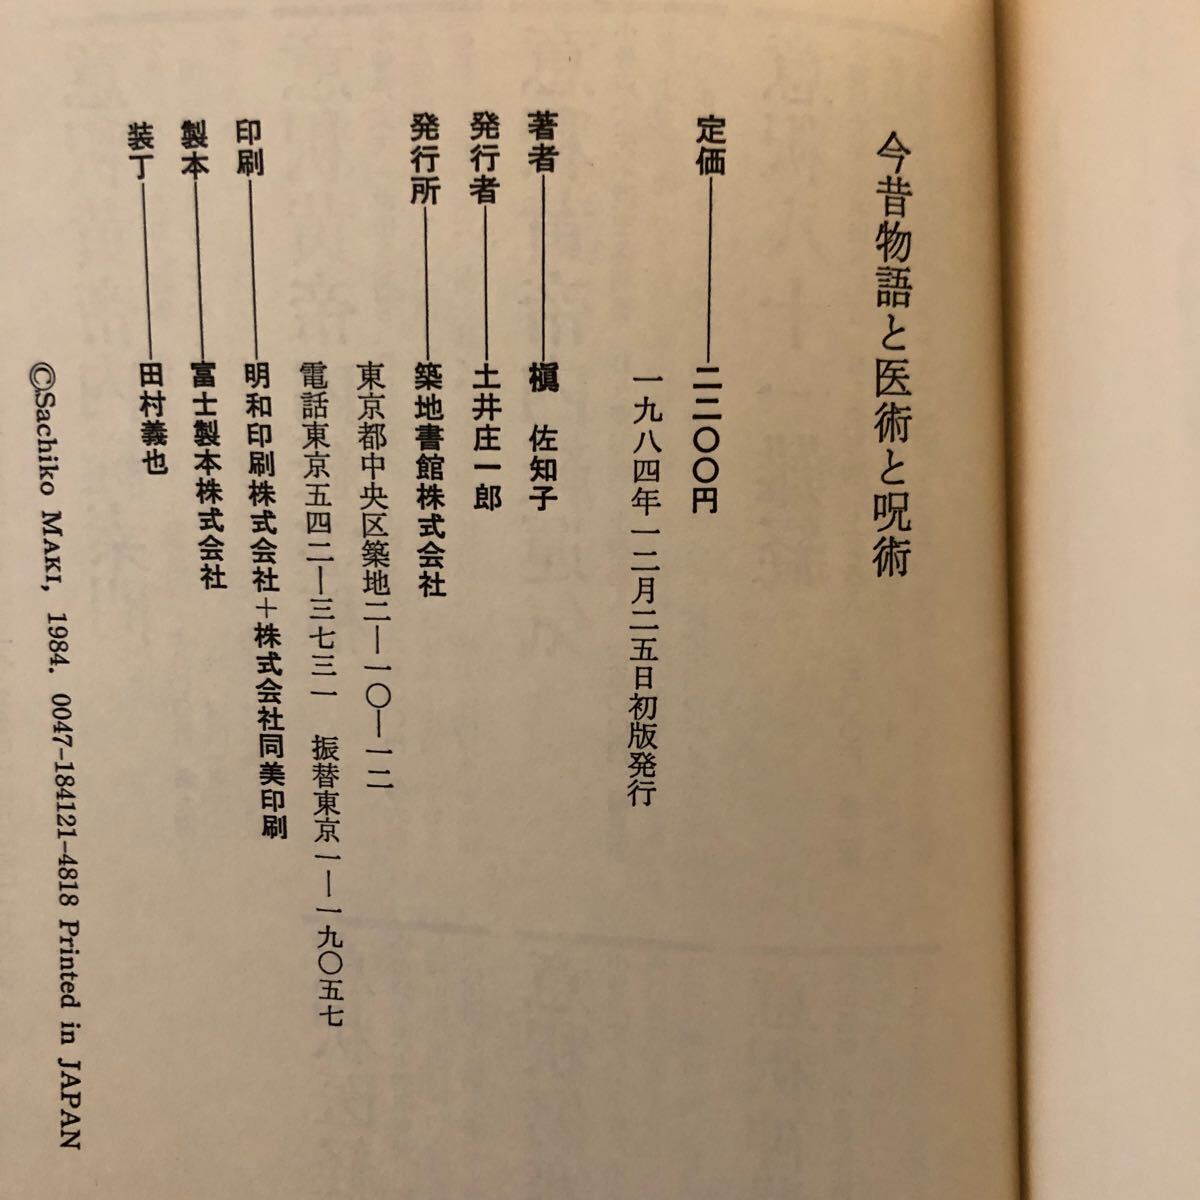 今昔物語と医術と呪術
定価――二二〇〇円
一九八四年一二月二五日初版発行
著者――槇 佐知子
発行者――土井庄一郎
発行所――築地書館株式会社
東京都中央区築地二―一〇―一二
電話東京五四二―三七三一 振替東京一―一九〇五七
印刷――明和印刷株式会社＋株式会社同美印刷
製本――富士製本株式会社
装丁――田村義也
©Sachiko MAKI, 1984. 0047-184121-4818 Printed in JAPAN